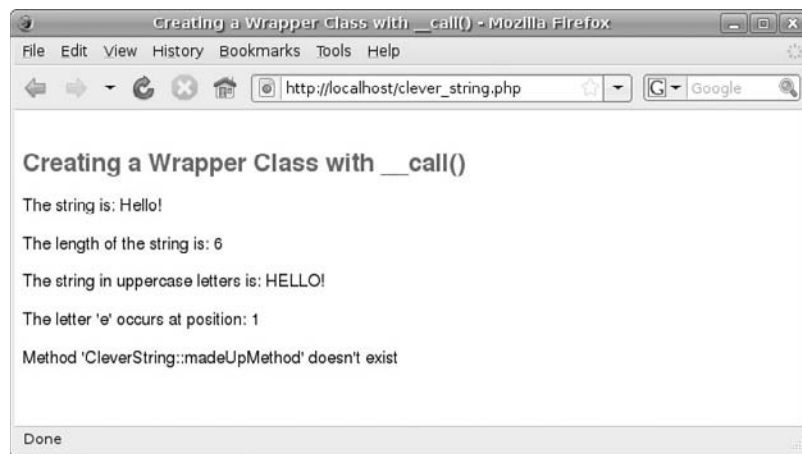 Creating a Wrapper Class with __call() - Mozilla Firefox
File Edit View History Bookmarks Tools Help
http://localhost/clever_string.php G Google
Creating a Wrapper Class with __call()
The string is: Hello!
The length of the string is: 6
The string in uppercase letters is: HELLO!
The letter 'e' occurs at position: 1
Method 'CleverString::madeUpMethod' doesn't exist
Done